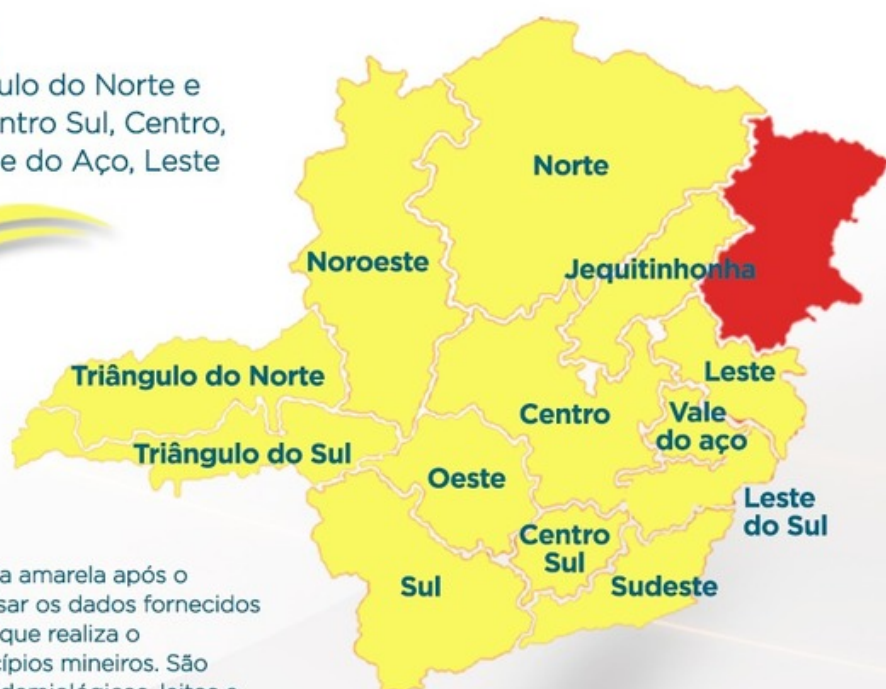 ulo do Norte e
ntro Sul, Centro,
e do Aço, Leste
Norte
Noroeste
Jequitinhonha
Triângulo do Norte
Leste
Centro
Vale
do aço
Triângulo do Sul
Oeste
Leste
do Sul
Centro
Sul
Sul
Sudeste
a amarela após o
sar os dados fornecidos
que realiza o
cípios mineiros. São